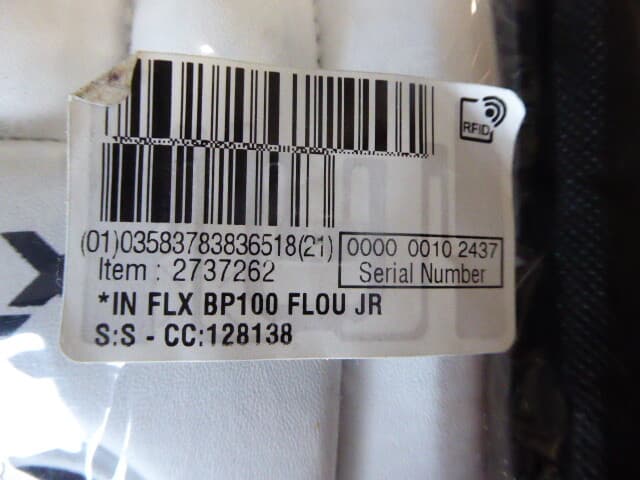 RFID
(01)03583783836518(21)
0000 0010 2437
Item : 2737262
Serial Number
*IN FLX BP100 FLOU JR
S:S - CC:128138